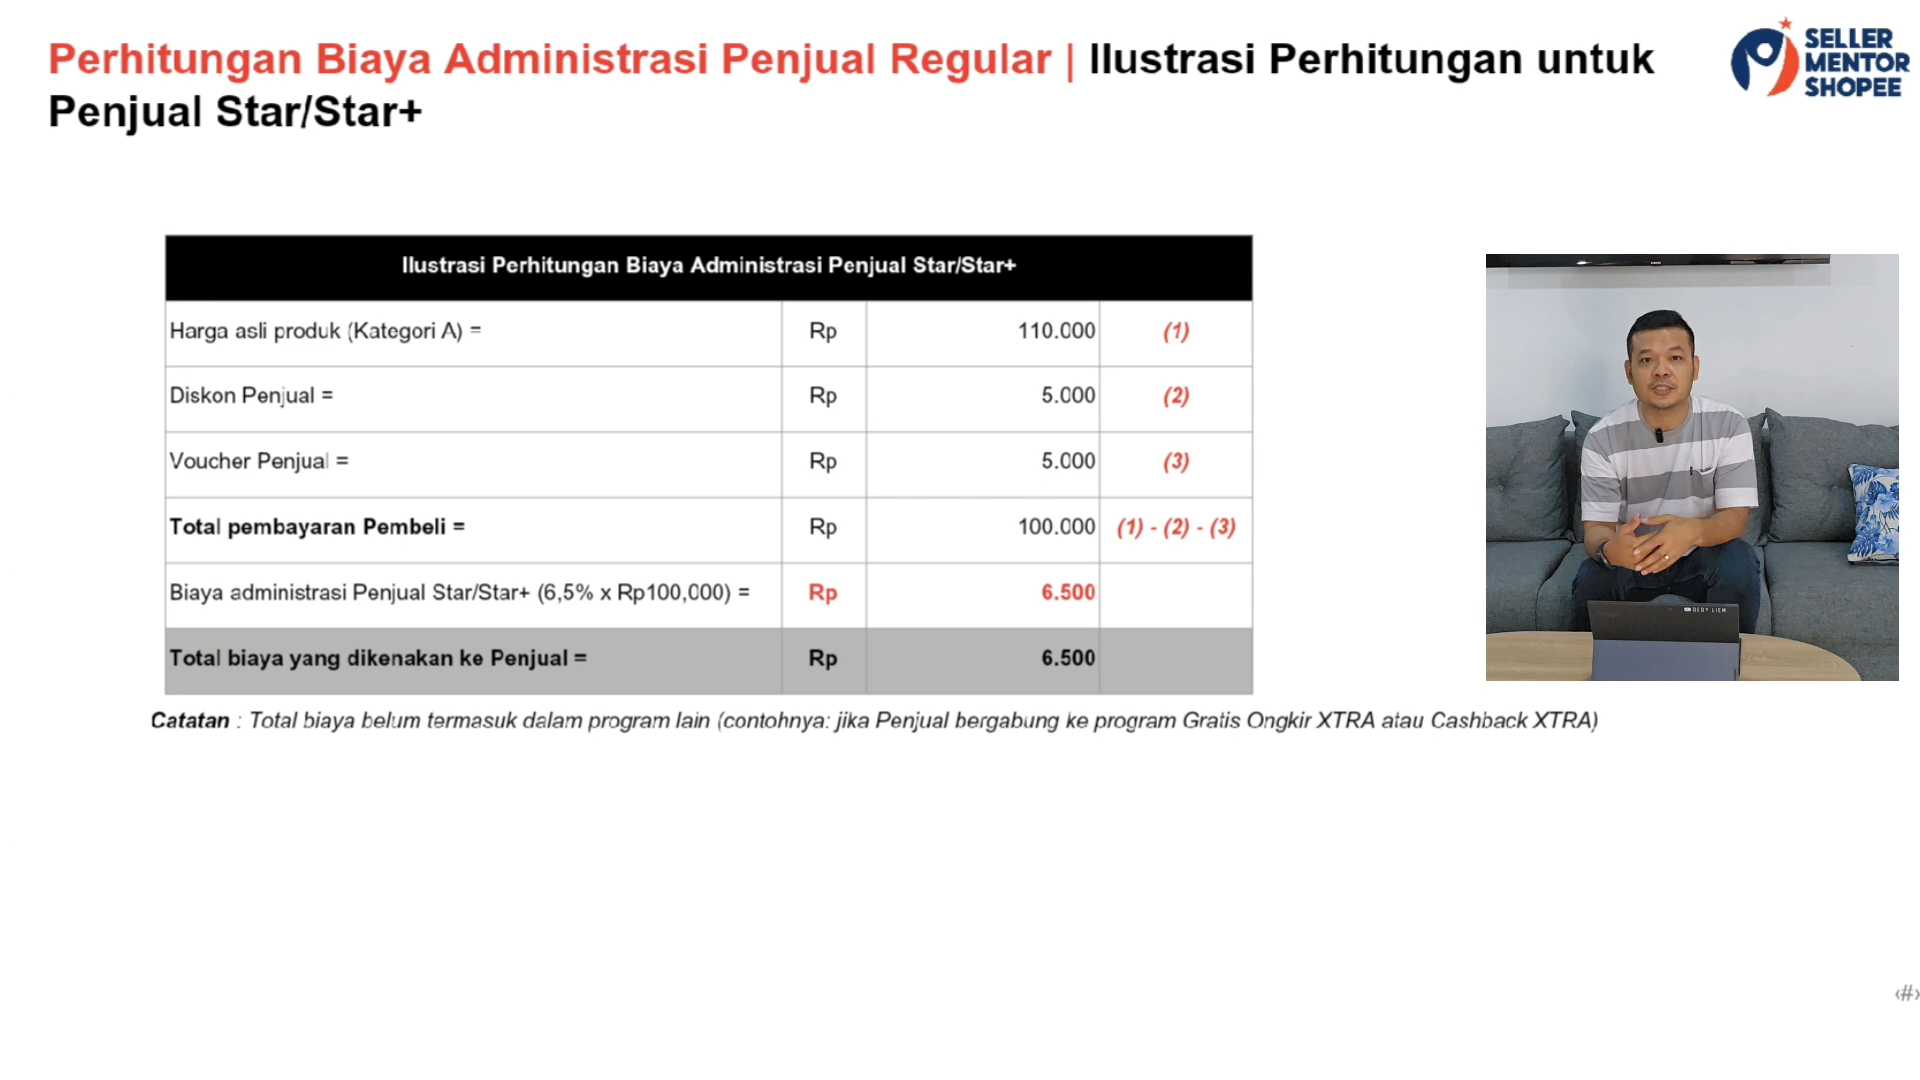 Perhitungan Biaya Administrasi Penjual Regular | Ilustrasi Perhitungan untuk
Penjual Star/Star+
SELLER
MENTOR
SHOPEE
Ilustrasi Perhitungan Biaya Administrasi Penjual Star/Star+
Harga asli produk (Kategori A) = Rp 110.000 (1)
Diskon Penjual = Rp 5.000 (2)
Voucher Penjual = Rp 5.000 (3)
Total pembayaran Pembeli = Rp 100.000 (1) - (2) - (3)
Biaya administrasi Penjual Star/Star+ (6,5% x Rp100,000) = Rp 6.500
Total biaya yang dikenakan ke Penjual = Rp 6.500
DEDY LIEM
Catatan : Total biaya belum termasuk dalam program lain (contohnya: jika Penjual bergabung ke program Gratis Ongkir XTRA atau Cashback XTRA)
‹#›